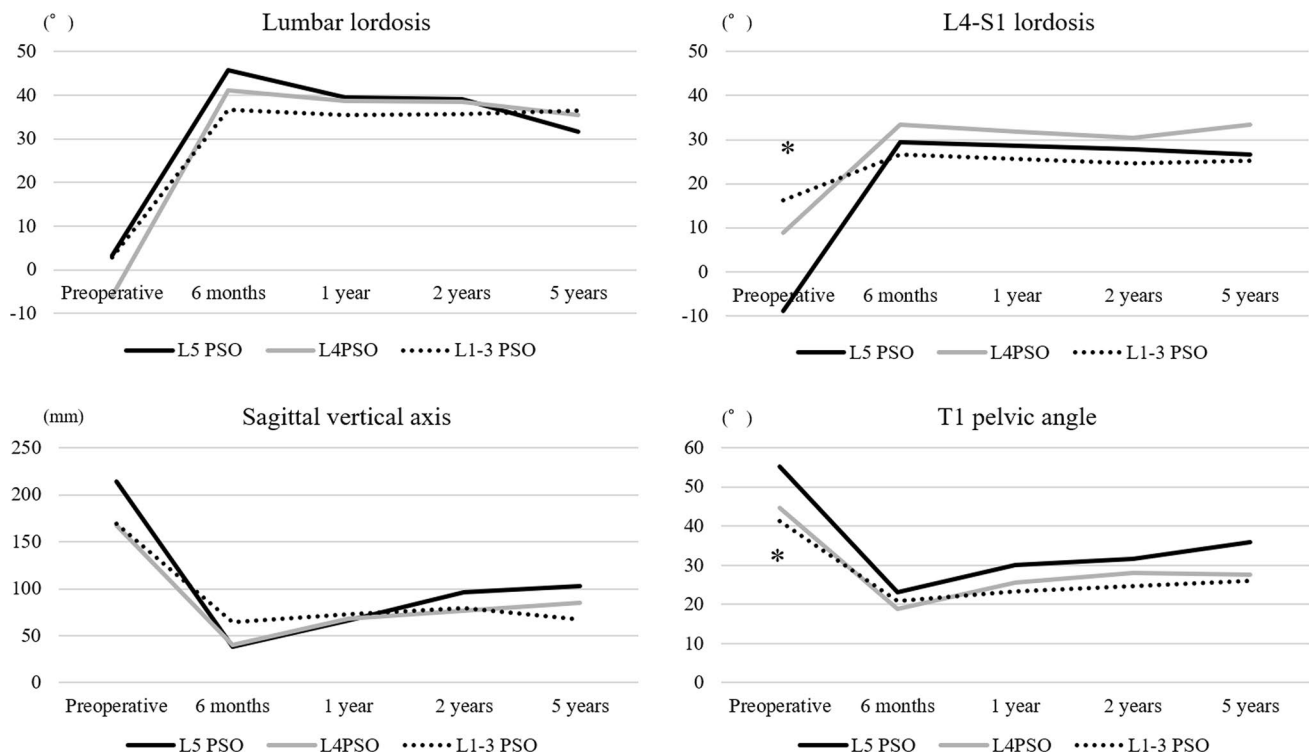 (°) Lumbar lordosis
50
40
30
20
10
0
-10
Preoperative 6 months 1 year 2 years 5 years
L5 PSO L4PSO L1-3 PSO
(°) L4-S1 lordosis
50
40
30
20
10
0
-10
*
Preoperative 6 months 1 year 2 years 5 years
L5 PSO L4PSO L1-3 PSO
(mm) Sagittal vertical axis
250
200
150
100
50
0
Preoperative 6 months 1 year 2 years 5 years
L5 PSO L4PSO L1-3 PSO
(°) T1 pelvic angle
60
50
40
30
20
10
0
*
Preoperative 6 months 1 year 2 years 5 years
L5 PSO L4PSO L1-3 PSO